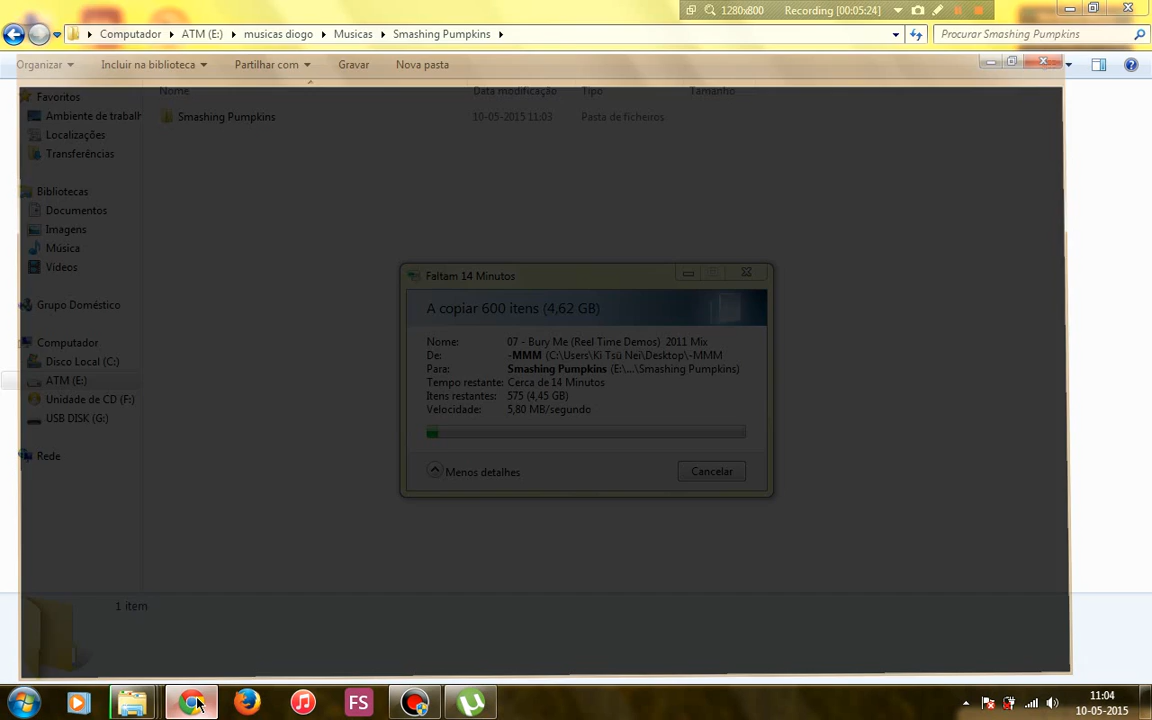 1280x800 Recording [00:05:24]
Computador ATM (E:) musicas diogo Musicas Smashing Pumpkins Procurar Smashing Pumpkins
Organizar Incluir na biblioteca Partilhar com Gravar Nova pasta
Nome Data modificação Tipo Tamanho
Favoritos
Ambiente de trabalh
Localizações
Transferências
Smashing Pumpkins 10-05-2015 11:03 Pasta de ficheiros
Bibliotecas
Documentos
Imagens
Música
Vídeos
Grupo Doméstico
Computador
Disco Local (C:)
ATM (E:)
Unidade de CD (F:)
USB DISK (G:)
Rede
Faltam 14 Minutos
A copiar 600 itens (4,62 GB)
Nome: 07 - Bury Me (Reel Time Demos) 2011 Mix
De: -MMM (C:\Users\Ki Tsü Nei\Desktop\-MMM
Para: Smashing Pumpkins (E:\...\Smashing Pumpkins)
Tempo restante: Cerca de 14 Minutos
Itens restantes: 575 (4,45 GB)
Velocidade: 5,80 MB/segundo
Menos detalhes Cancelar
1 item
FS
11:04
10-05-2015